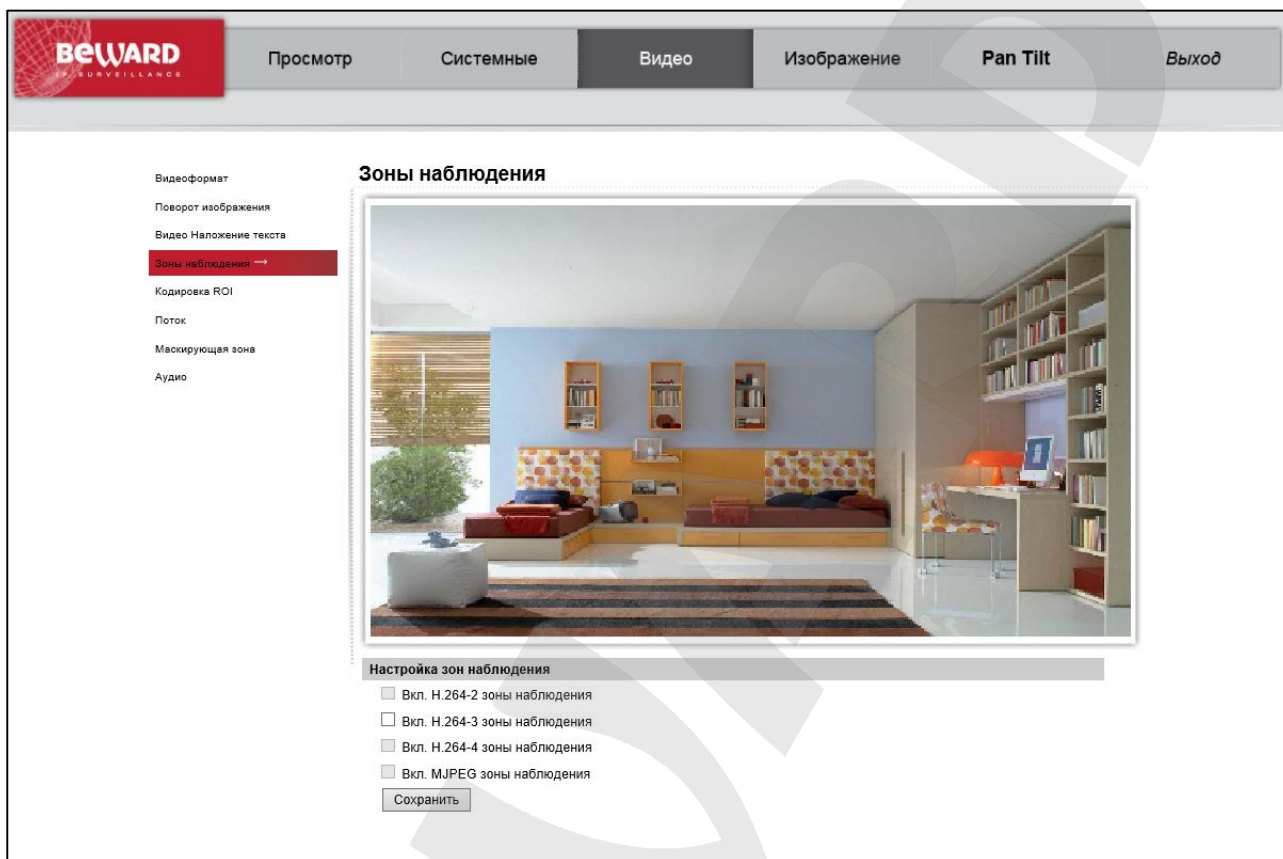 BEWARD
IP SURVEILLANCE
Просмотр
Системные
Видео
Изображение
Pan Tilt
Выход
Видеоформат
Поворот изображения
Видео Наложение текста
Зоны наблюдения →
Кодировка ROI
Поток
Маскирующая зона
Аудио
Зоны наблюдения
Настройка зон наблюдения
Вкл. H.264-2 зоны наблюдения
Вкл. H.264-3 зоны наблюдения
Вкл. H.264-4 зоны наблюдения
Вкл. MJPEG зоны наблюдения
Сохранить